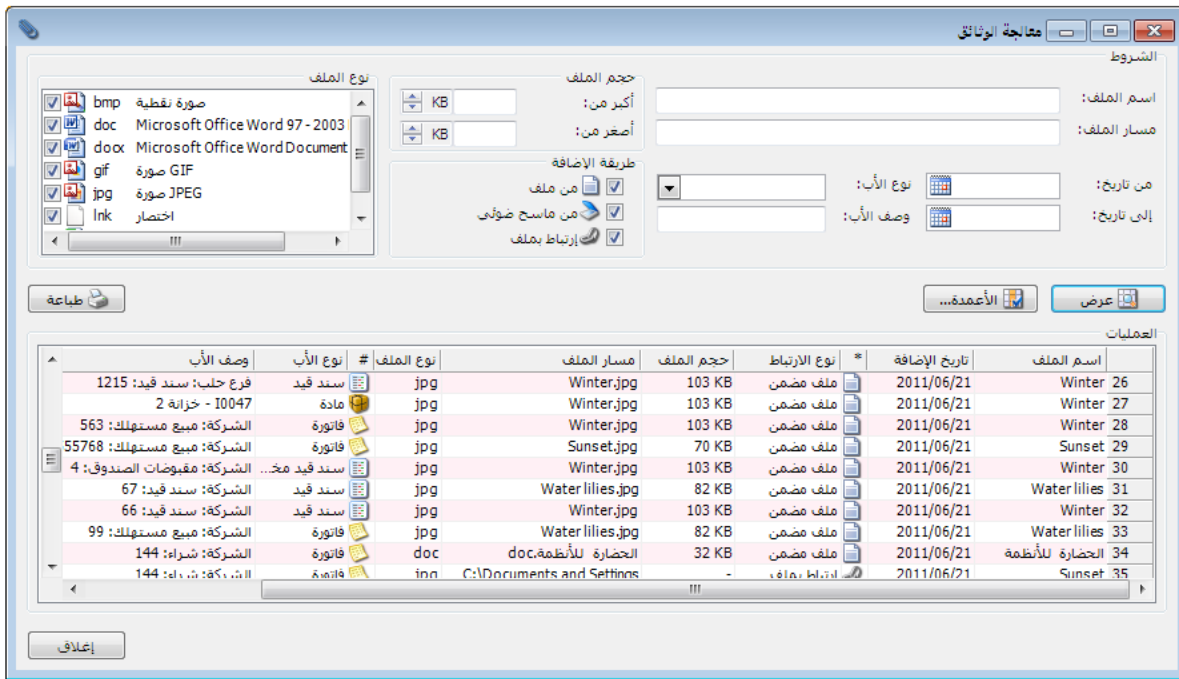 معالجة الوثائق
الشروط
اسم الملف:
مسار الملف:
من تاريخ:
نوع الأب:
إلى تاريخ:
وصف الأب:
حجم الملف
أكبر من: KB
أصغر من: KB
طريقة الإضافة
من ملف
من ماسح ضوئي
إرتباط بملف
نوع الملف
bmp صورة نقطية
doc Microsoft Office Word 97 - 2003
docx Microsoft Office Word Document
gif صورة GIF
jpg صورة JPEG
lnk اختصار
عرض
الأعمدة...
طباعة
العمليات
اسم الملف تاريخ الإضافة * نوع الارتباط حجم الملف مسار الملف نوع الملف # نوع الأب وصف الأب
26 Winter 2011/06/21 ملف مضمن 103 KB Winter.jpg jpg سند قيد فرع حلب: سند قيد: 1215
27 Winter 2011/06/21 ملف مضمن 103 KB Winter.jpg jpg مادة I0047 - خزانة 2
28 Winter 2011/06/21 ملف مضمن 103 KB Winter.jpg jpg فاتورة الشركة: مبيع مستهلك: 563
29 Sunset 2011/06/21 ملف مضمن 70 KB Sunset.jpg jpg فاتورة الشركة: مبيع مستهلك: 55768
30 Winter 2011/06/21 ملف مضمن 103 KB Winter.jpg jpg سند قيد مخ... الشركة: مقبوضات الصندوق: 4
31 Water lilies 2011/06/21 ملف مضمن 82 KB Water lilies.jpg jpg سند قيد الشركة: سند قيد: 67
32 Winter 2011/06/21 ملف مضمن 103 KB Winter.jpg jpg سند قيد الشركة: سند قيد: 66
33 Water lilies 2011/06/21 ملف مضمن 82 KB Water lilies.jpg jpg فاتورة الشركة: مبيع مستهلك: 99
34 الحضارة للأنظمة 2011/06/21 ملف مضمن 32 KB الحضارة للأنظمة.doc doc فاتورة الشركة: شراء: 144
35 Sunset 2011/06/21 ارتباط بملف - C:\Documents and Settings jpg فاتورة الشركة: شراء: 144
إغلاق